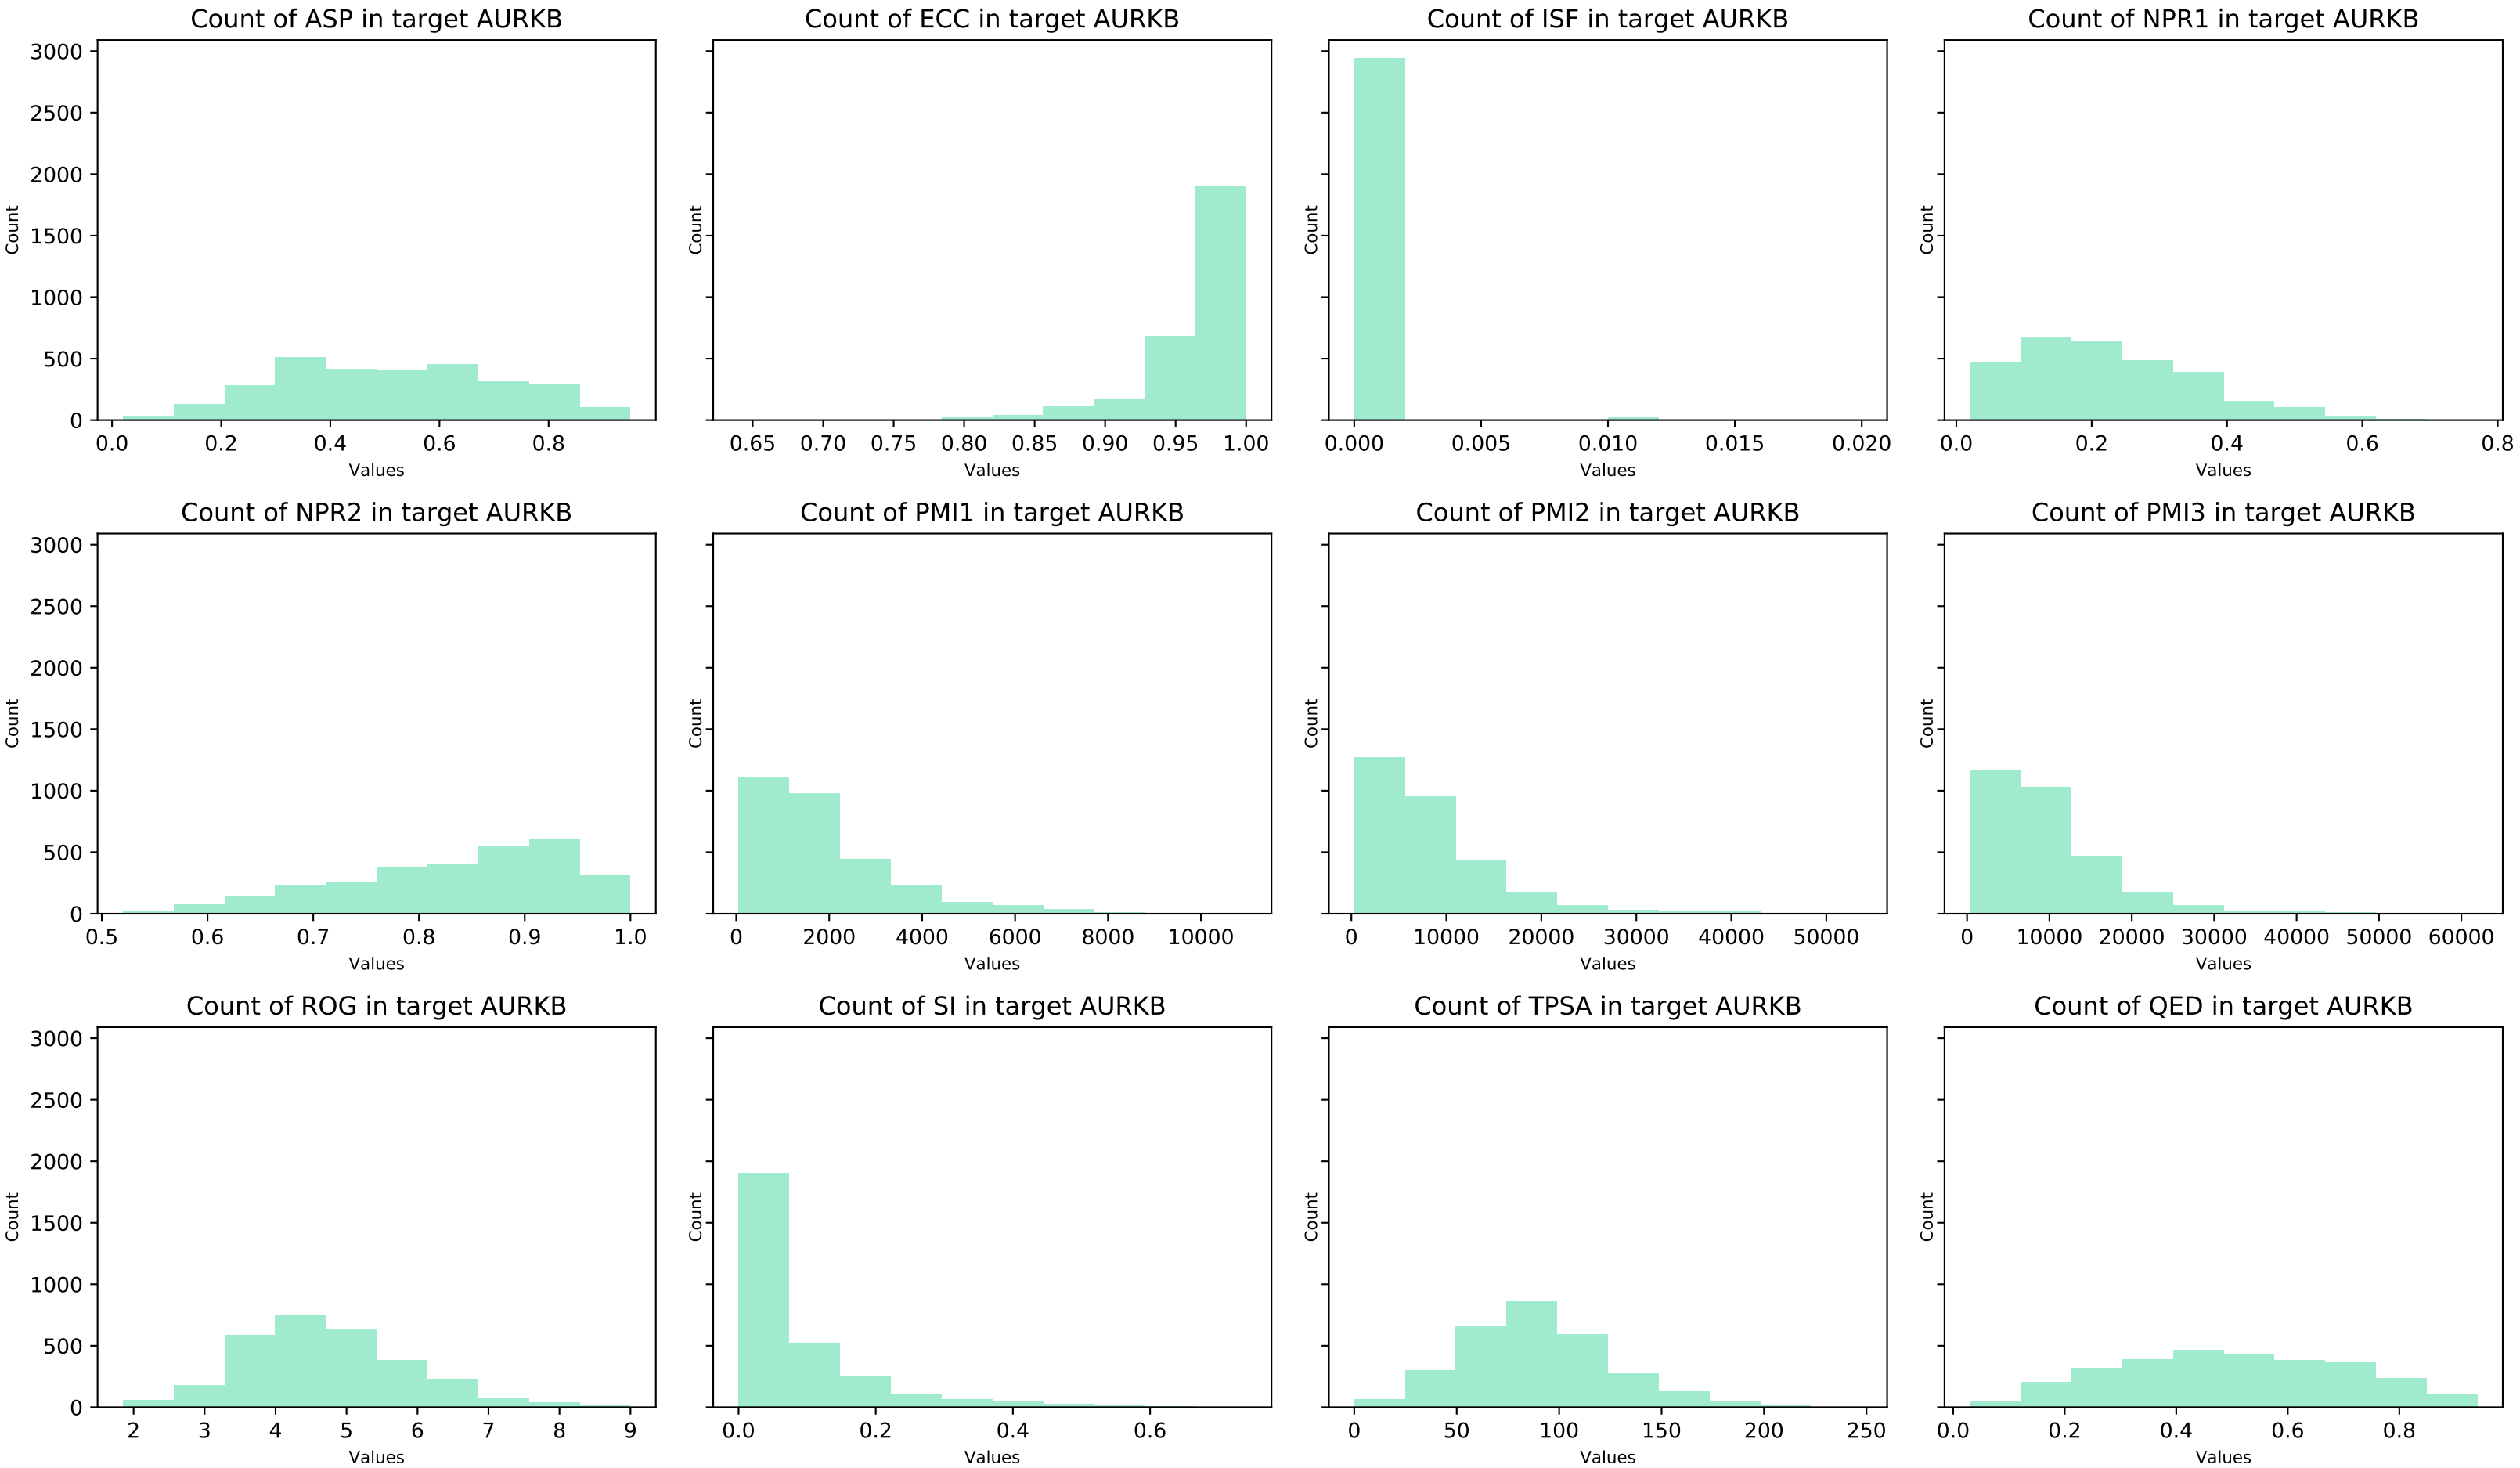 Count of ASP in target AURKB
Count of ECC in target AURKB
Count of ISF in target AURKB
Count of NPR1 in target AURKB
3000
2500
2000
1500
1000
500
0
Count
Count
Count
Count
0.0 0.2 0.4 0.6 0.8
0.65 0.70 0.75 0.80 0.85 0.90 0.95 1.00
0.000 0.005 0.010 0.015 0.020
0.0 0.2 0.4 0.6 0.8
Values
Values
Values
Values
Count of NPR2 in target AURKB
Count of PMI1 in target AURKB
Count of PMI2 in target AURKB
Count of PMI3 in target AURKB
3000
2500
2000
1500
1000
500
0
Count
Count
Count
Count
0.5 0.6 0.7 0.8 0.9 1.0
0 2000 4000 6000 8000 10000
0 10000 20000 30000 40000 50000
0 10000 20000 30000 40000 50000 60000
Values
Values
Values
Values
Count of ROG in target AURKB
Count of SI in target AURKB
Count of TPSA in target AURKB
Count of QED in target AURKB
3000
2500
2000
1500
1000
500
0
Count
Count
Count
Count
2 3 4 5 6 7 8 9
0.0 0.2 0.4 0.6
0 50 100 150 200 250
0.0 0.2 0.4 0.6 0.8
Values
Values
Values
Values